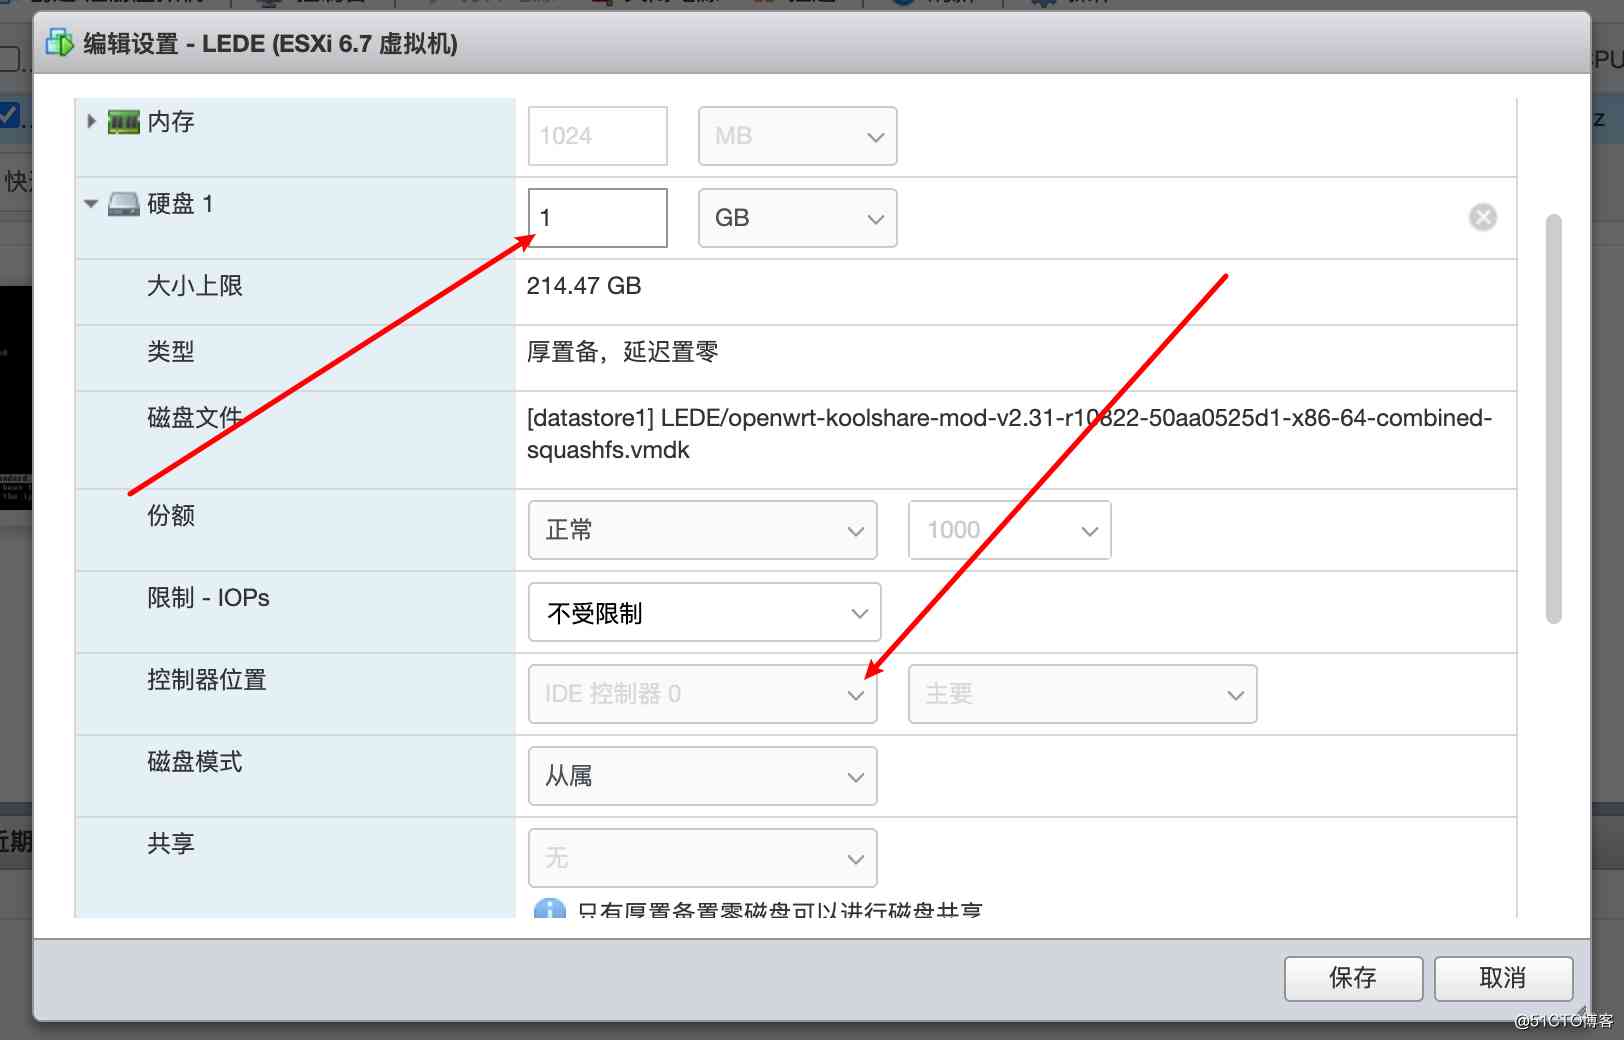 编辑设置 - LEDE (ESXi 6.7 虚拟机)
内存
1024
MB
硬盘 1
1
GB
大小上限
214.47 GB
类型
厚置备，延迟置零
磁盘文件
[datastore1] LEDE/openwrt-koolshare-mod-v2.31-r10822-50aa0525d1-x86-64-combined-
squashfs.vmdk
份额
正常
1000
限制 - IOPs
不受限制
控制器位置
IDE 控制器 0
主要
磁盘模式
从属
共享
无
只有厚置备置零磁盘可以进行磁盘共享
保存
取消
近期
@51CTO博客